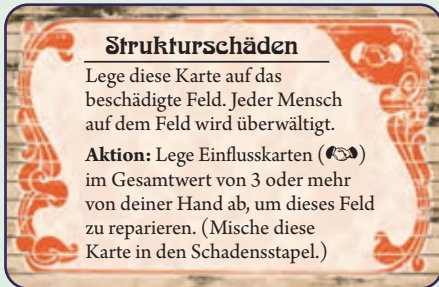 Strukturschäden
Lege diese Karte auf das
beschädigte Feld. Jeder Mensch
auf dem Feld wird überwältigt.
Aktion: Lege Einflusskarten ( )
im Gesamtwert von 3 oder mehr
von deiner Hand ab, um dieses Feld
zu reparieren. (Mische diese
Karte in den Schadensstapel.)